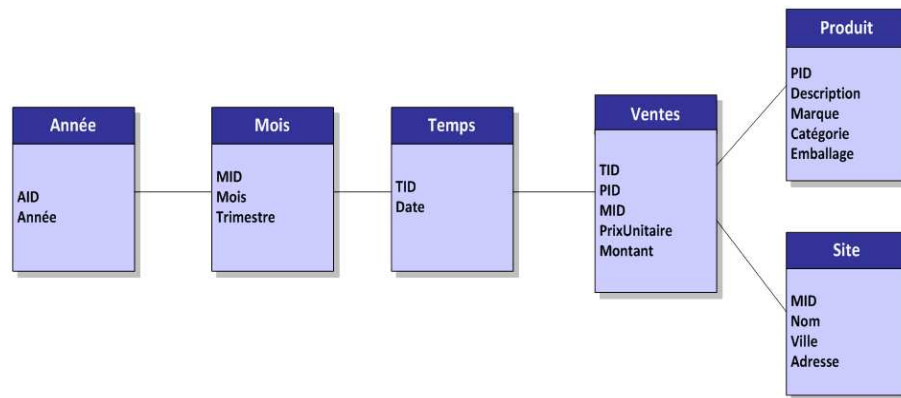 Année
AID
Année
Mois
MID
Mois
Trimestre
Temps
TID
Date
Ventes
TID
PID
MID
PrixUnitaire
Montant
Produit
PID
Description
Marque
Catégorie
Emballage
Site
MID
Nom
Ville
Adresse